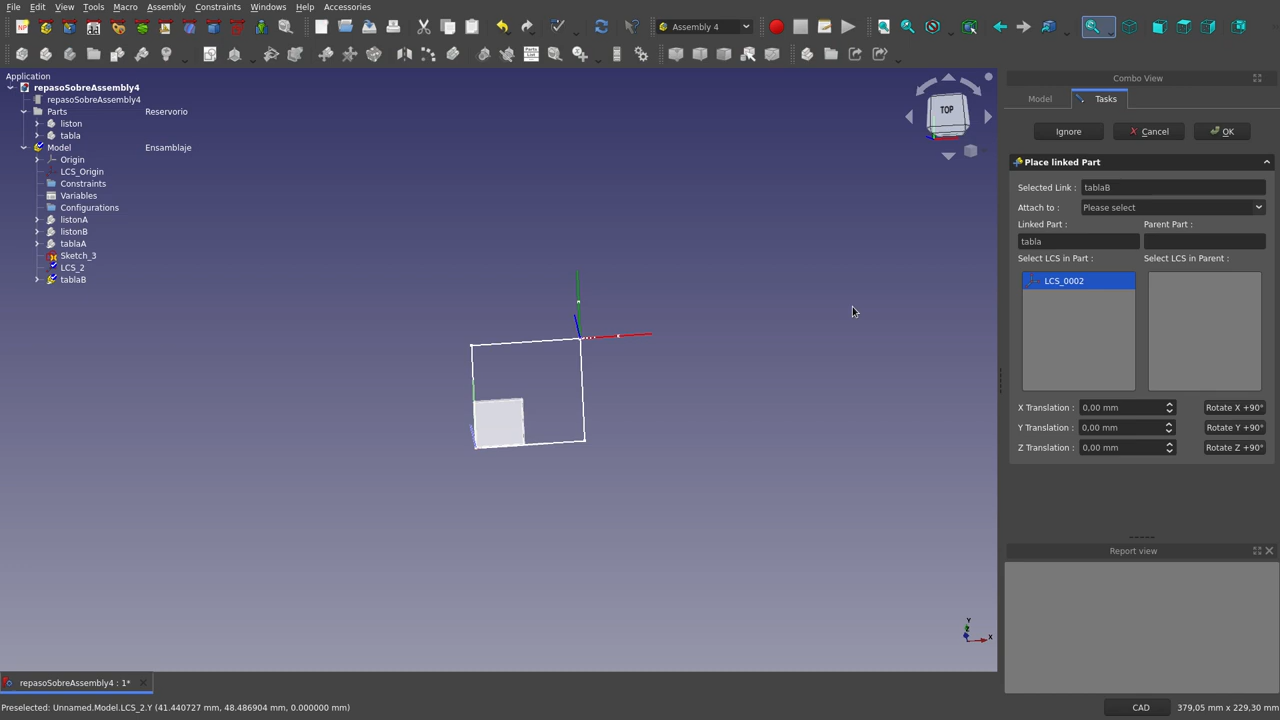 File Edit View Tools Macro Assembly Constraints Windows Help Accessories
Assembly 4
Application
repasoSobreAssembly4
repasoSobreAssembly4
Parts Reservorio
liston
tabla
Model Ensamblaje
Origin
LCS_Origin
Constraints
Variables
Configurations
listonA
listonB
tablaA
Sketch_3
LCS_2
tablaB
TOP
Y
X
Combo View
Model Tasks
Ignore Cancel OK
Place linked Part
Selected Link : tablaB
Attach to : Please select
Linked Part : Parent Part :
tabla
Select LCS in Part : Select LCS in Parent :
LCS_0002
X Translation : 0,00 mm Rotate X +90°
Y Translation : 0,00 mm Rotate Y +90°
Z Translation : 0,00 mm Rotate Z +90°
Report view
repasoSobreAssembly4 : 1*
Preselected: Unnamed.Model.LCS_2.Y (41.440727 mm, 48.486904 mm, 0.000000 mm)
CAD 379,05 mm x 229,30 mm